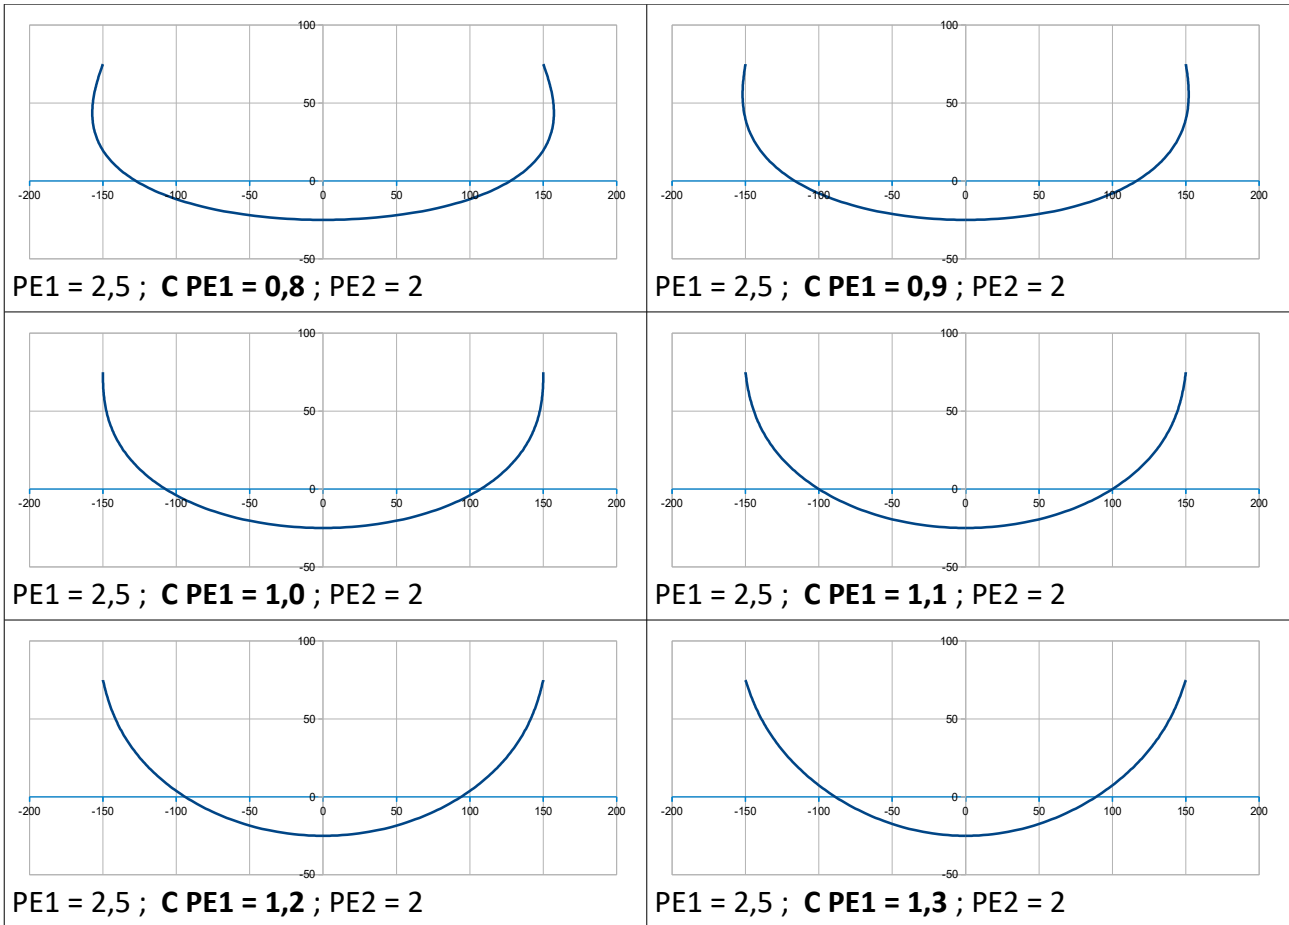 100
100
50
50
0
0
-200 -150 -100 -50 0 50 100 150 200
-200 -150 -100 -50 0 50 100 150 200
-50
-50
PE1 = 2,5 ; C PE1 = 0,8 ; PE2 = 2
PE1 = 2,5 ; C PE1 = 0,9 ; PE2 = 2
100
100
50
50
0
0
-200 -150 -100 -50 0 50 100 150 200
-200 -150 -100 -50 0 50 100 150 200
-50
-50
PE1 = 2,5 ; C PE1 = 1,0 ; PE2 = 2
PE1 = 2,5 ; C PE1 = 1,1 ; PE2 = 2
100
100
50
50
0
0
-200 -150 -100 -50 0 50 100 150 200
-200 -150 -100 -50 0 50 100 150 200
-50
-50
PE1 = 2,5 ; C PE1 = 1,2 ; PE2 = 2
PE1 = 2,5 ; C PE1 = 1,3 ; PE2 = 2